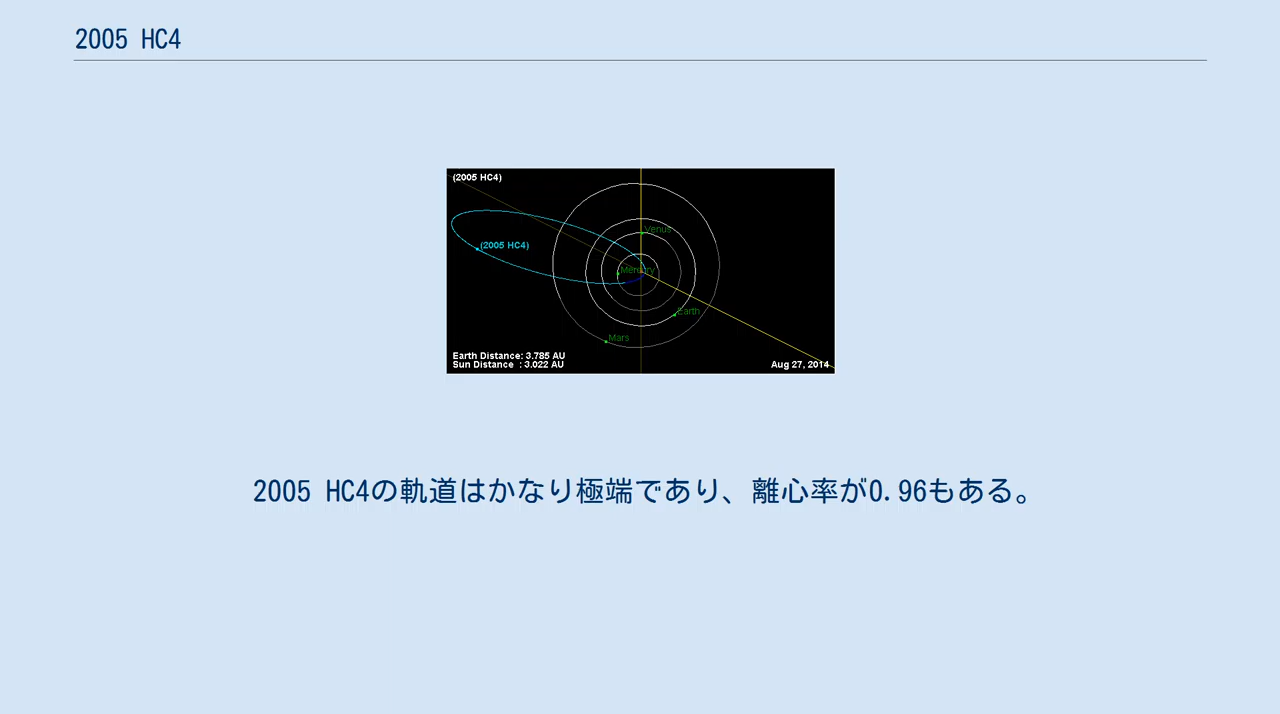 2005 HC4
(2005 HC4)
Venus
(2005 HC4)
Mercury
Earth
Mars
Earth Distance: 3.785 AU
Sun Distance : 3.022 AU
Aug 27, 2014
2005 HC4の軌道はかなり極端であり、離心率が0.96もある。